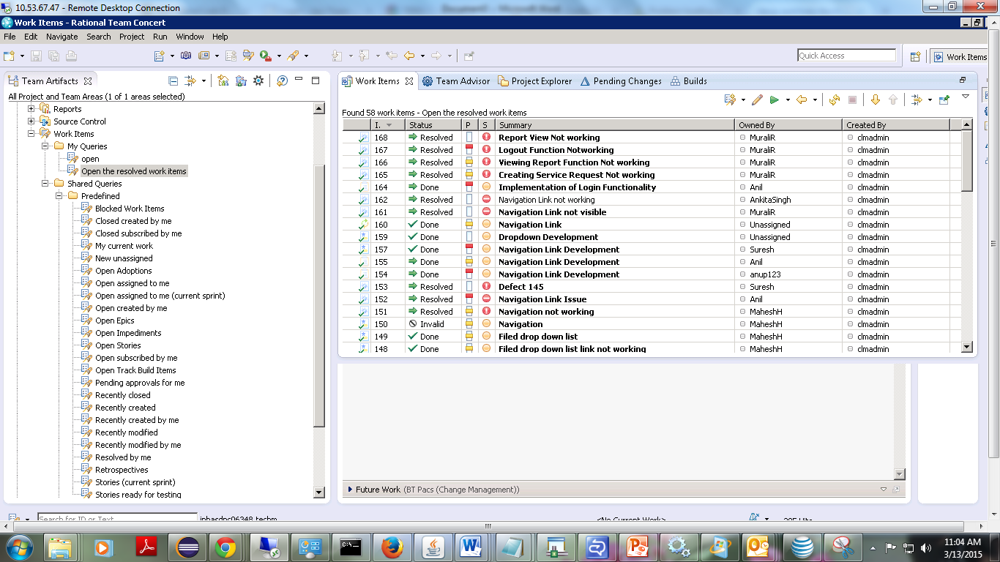 10.53.67.47 - Remote Desktop Connection
Work Items - Rational Team Concert
File Edit Navigate Search Project Run Window Help
Quick Access
Work Items
Team Artifacts
All Project and Team Areas (1 of 1 areas selected)
Reports
Source Control
Work Items
My Queries
open
Open the resolved work items
Shared Queries
Predefined
Blocked Work Items
Closed created by me
Closed subscribed by me
My current work
New unassigned
Open Adoptions
Open assigned to me
Open assigned to me (current sprint)
Open created by me
Open Epics
Open Impediments
Open Stories
Open subscribed by me
Open Track Build Items
Pending approvals for me
Recently closed
Recently created
Recently created by me
Recently modified
Recently modified by me
Resolved by me
Retrospectives
Stories (current sprint)
Stories ready for testing
Work Items Team Advisor Project Explorer Pending Changes Builds
Found 58 work items - Open the resolved work items
I. Status P S Summary Owned By Created By
168 Resolved Report View Not working MuraliR clmadmin
167 Resolved Logout Function Notworking MuraliR clmadmin
166 Resolved Viewing Report Function Not working MuraliR clmadmin
165 Resolved Creating Service Request Not working MuraliR clmadmin
164 Done Implementation of Login Functionality Anil clmadmin
162 Resolved Navigation Link not working AnkitaSingh clmadmin
161 Resolved Navigation Link not visible MuraliR clmadmin
160 Done Navigation Link Unassigned clmadmin
159 Done Dropdown Development Unassigned clmadmin
157 Done Navigation Link Development Suresh clmadmin
155 Done Navigation Link Development Anil clmadmin
154 Done Navigation Link Development anup123 clmadmin
153 Resolved Defect 145 Suresh clmadmin
152 Resolved Navigation Link Issue Anil clmadmin
151 Resolved Navigation not working MaheshH clmadmin
150 Invalid Navigation MaheshH clmadmin
149 Done Filed drop down list MaheshH clmadmin
148 Done Filed drop down list link not working MaheshH clmadmin
Future Work (BT Pacs (Change Management))
Search for ID or Text
<No Current Work>
11:04 AM
3/13/2015